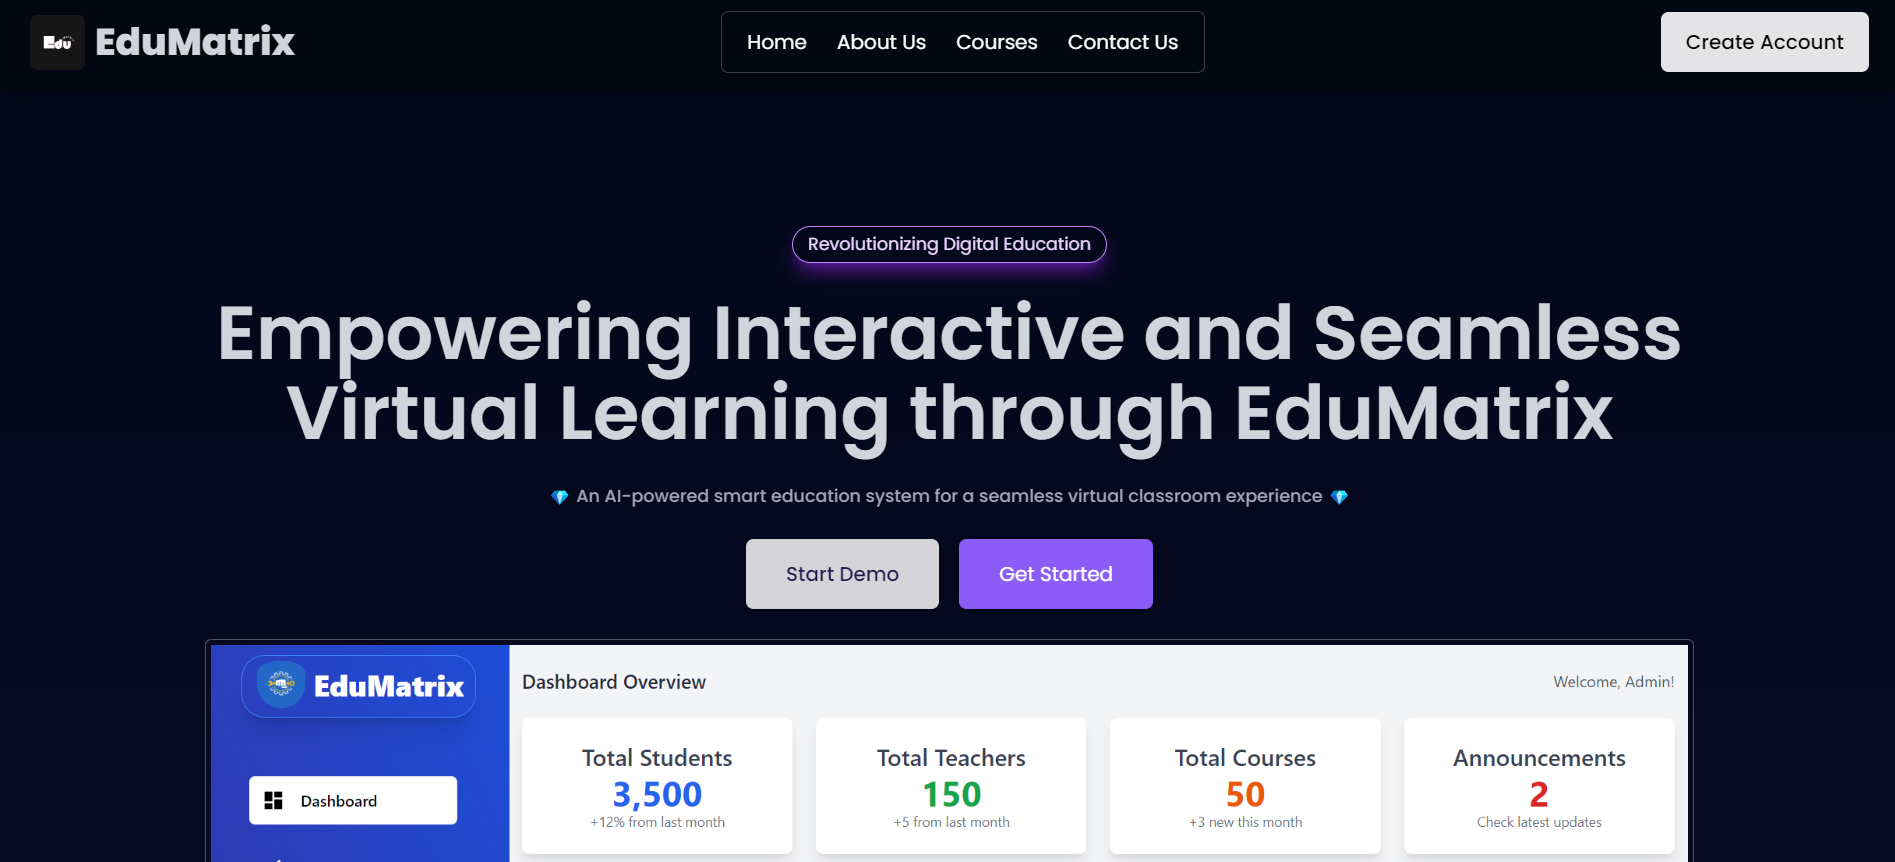 Edu
EduMatrix
Home About Us Courses Contact Us
Create Account
Revolutionizing Digital Education
Empowering Interactive and Seamless
Virtual Learning through EduMatrix
💎 An AI-powered smart education system for a seamless virtual classroom experience 💎
Start Demo Get Started
EduMatrix
Dashboard
Dashboard Overview
Welcome, Admin!
Total Students
3,500
+12% from last month
Total Teachers
150
+5 from last month
Total Courses
50
+3 new this month
Announcements
2
Check latest updates